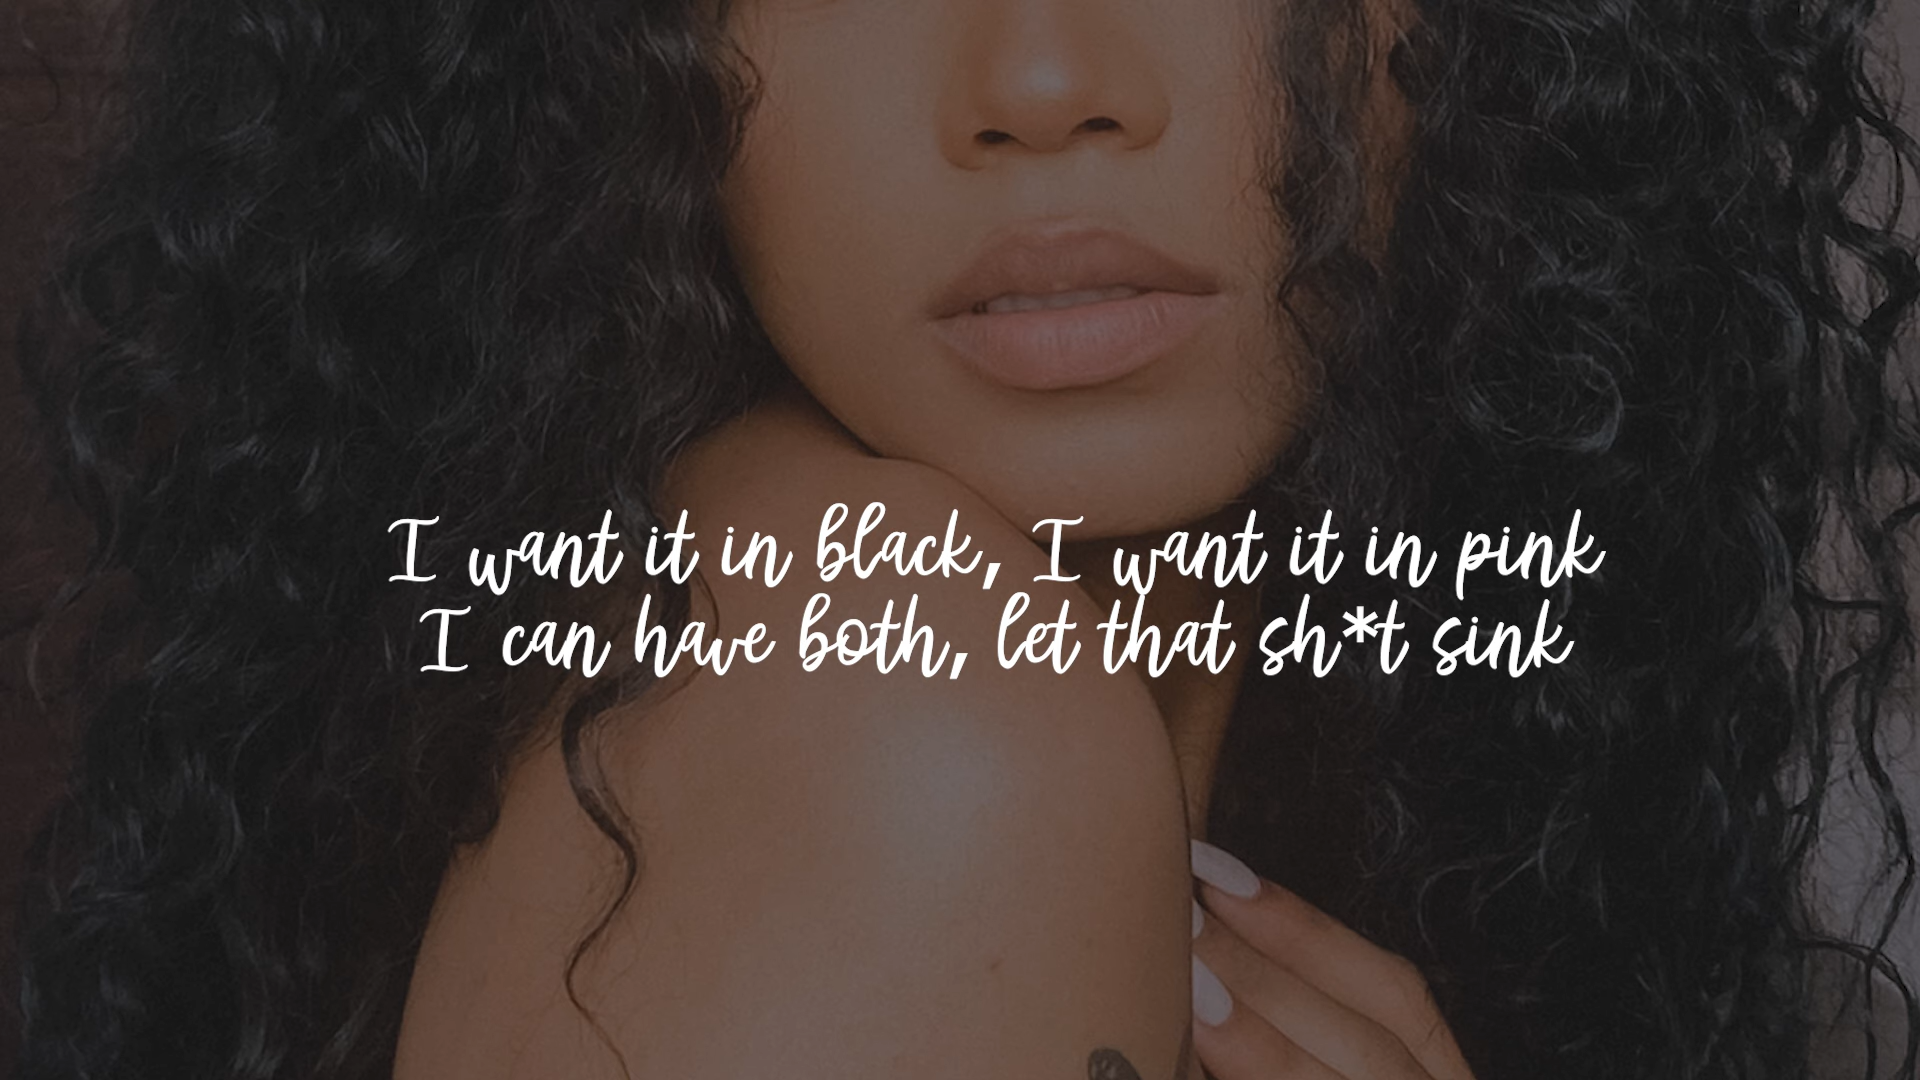 I want it in black, I want it in pink
I can have both, let that sh*t sink